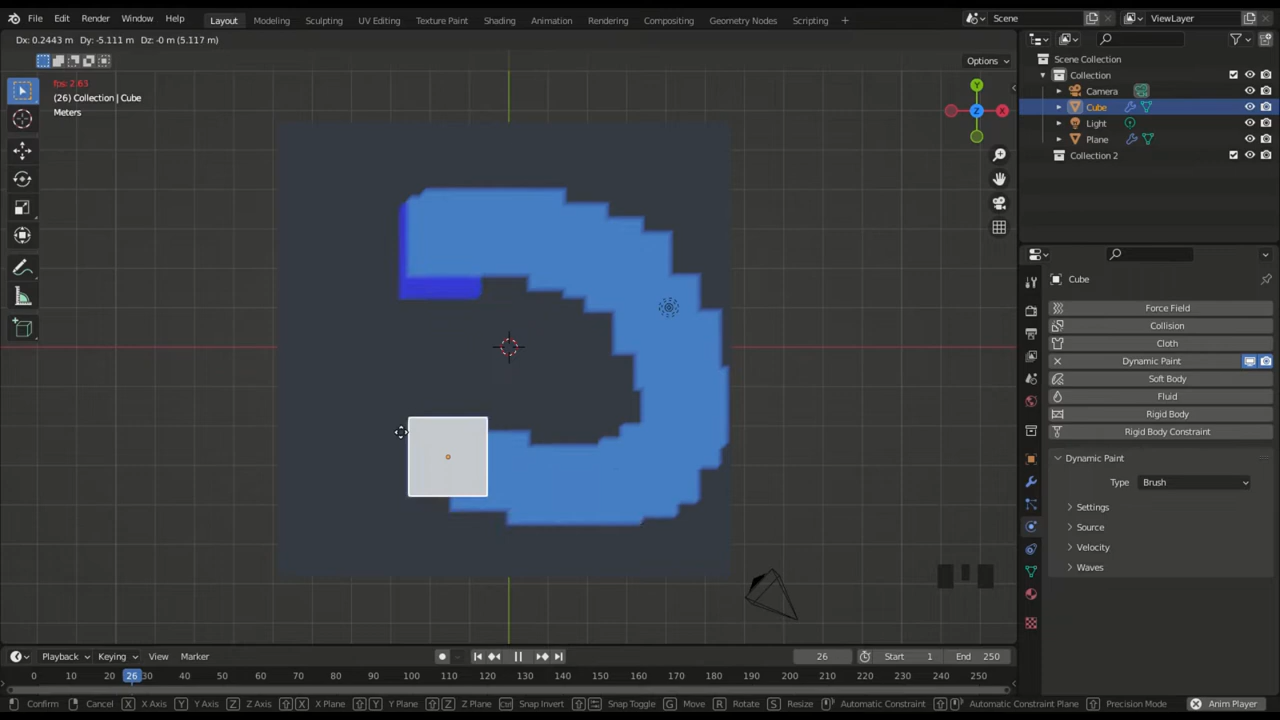 File Edit Render Window Help Layout Modeling Sculpting UV Editing Texture Paint Shading Animation Rendering Compositing Geometry Nodes Scripting + Scene ViewLayer
Dx: 0.2443 m Dy: -5.111 m Dz: -0 m (5.117 m)
Options
fps: 2.63
(26) Collection | Cube
Meters
Y
Z
X
Scene Collection
Collection
Camera
Cube
Light
Plane
Collection 2
Cube
Force Field
Collision
Cloth
Dynamic Paint
Soft Body
Fluid
Rigid Body
Rigid Body Constraint
Dynamic Paint
Type Brush
Settings
Source
Velocity
Waves
Playback Keying View Marker 26 Start 1 End 250
0 10 20 26 30 40 50 60 70 80 90 100 110 120 130 140 150 160 170 180 190 200 210 220 230 240 250
Confirm Cancel X X Axis Y Y Axis Z Z Axis X X Plane Y Y Plane Z Z Plane Ctrl Snap Invert Snap Toggle G Move R Rotate S Resize Automatic Constraint Automatic Constraint Plane Precision Mode Anim Player